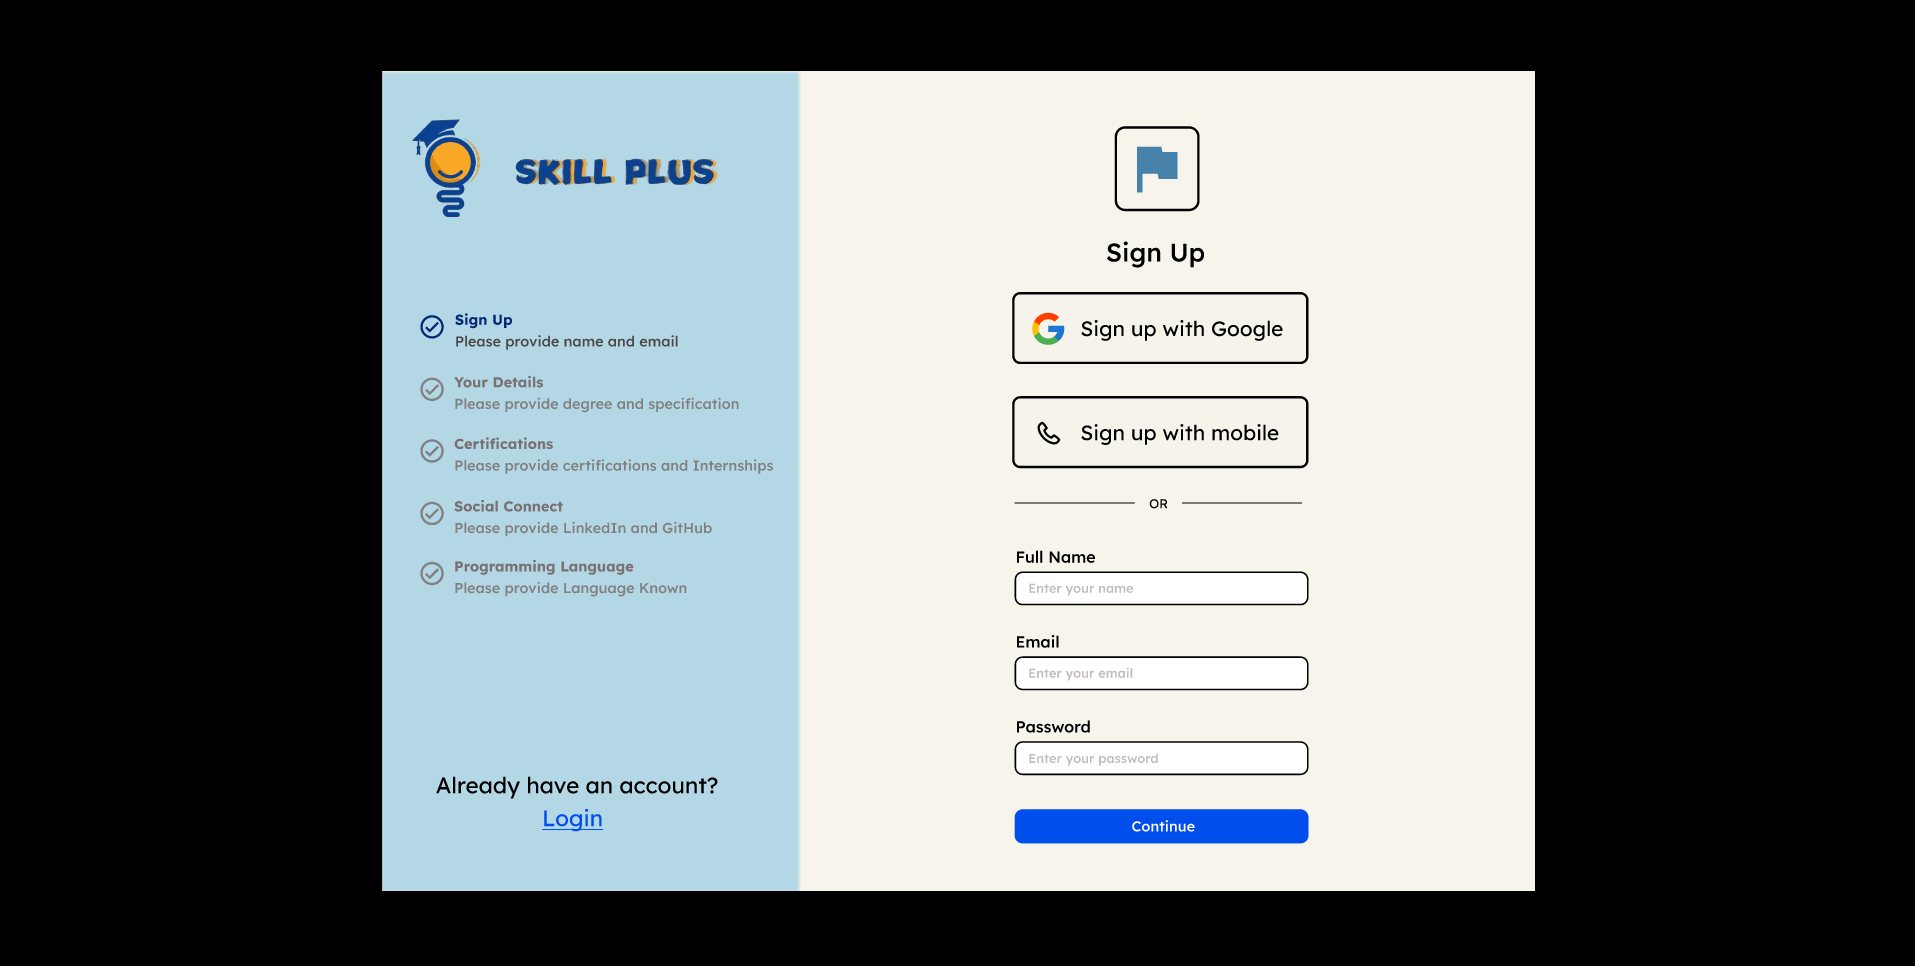 SKILL PLUS
Sign Up
Please provide name and email
Your Details
Please provide degree and specification
Certifications
Please provide certifications and Internships
Social Connect
Please provide LinkedIn and GitHub
Programming Language
Please provide Language Known
Already have an account?
Login
Sign Up
Sign up with Google
Sign up with mobile
OR
Full Name
Enter your name
Email
Enter your email
Password
Enter your password
Continue